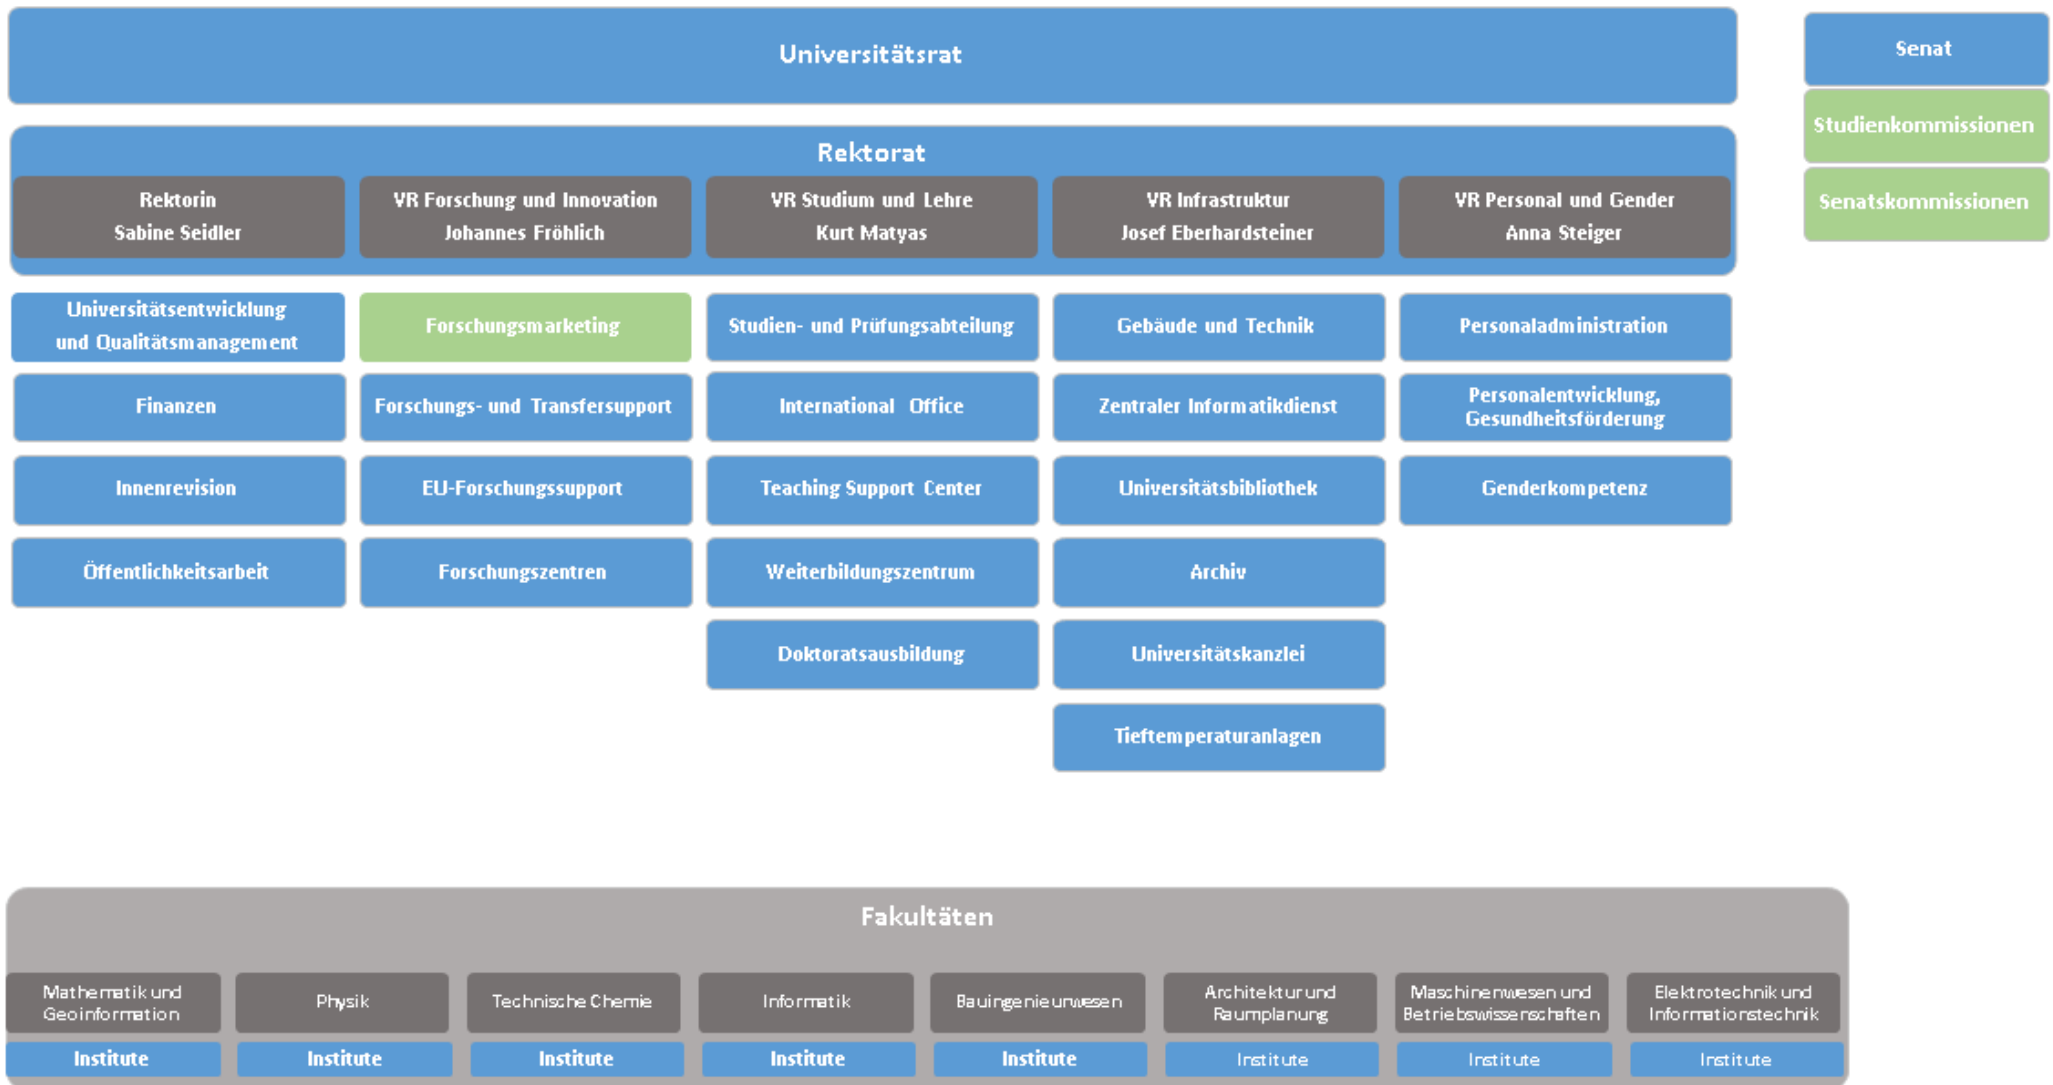 Universitätsrat
Senat
Studienkommissionen
Senatskommissionen
Rektorat
Rektorin
Sabine Seidler
VR Forschung und Innovation
Johannes Fröhlich
VR Studium und Lehre
Kurt Matyas
VR Infrastruktur
Josef Eberhardsteiner
VR Personal und Gender
Anna Steiger
Universitätsentwicklung
und Qualitätsmanagement
Forschungsmarketing
Studien- und Prüfungsabteilung
Gebäude und Technik
Personaladministration
Finanzen
Forschungs- und Transfersupport
International Office
Zentraler Informatikdienst
Personalentwicklung,
Gesundheitsförderung
Innenrevision
EU-Forschungssupport
Teaching Support Center
Universitätsbibliothek
Genderkompetenz
Öffentlichkeitsarbeit
Forschungszentren
Weiterbildungszentrum
Archiv
Doktoratsausbildung
Universitätskanzlei
Tieftemperaturanlagen
Fakultäten
Mathematik und
Geoinformation
Physik
Technische Chemie
Informatik
Bauingenieurwesen
Architektur und
Raumplanung
Maschinenwesen und
Betriebswissenschaften
Elektrotechnik und
Informationstechnik
Institute
Institute
Institute
Institute
Institute
Institute
Institute
Institute